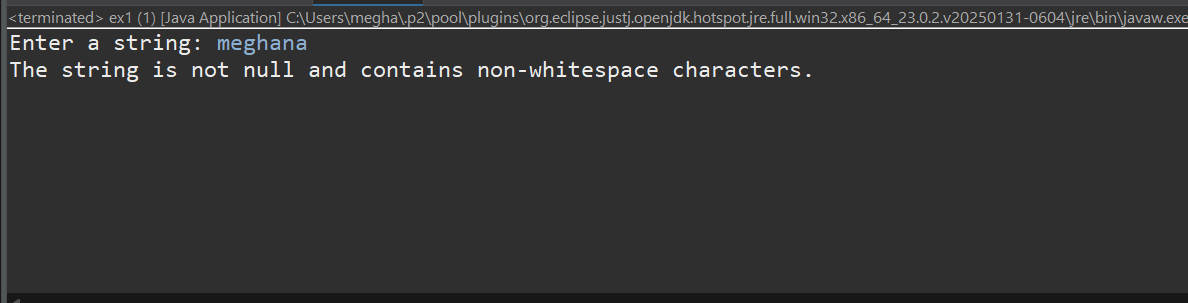 <terminated> ex1 (1) [Java Application] C:\Users\megha\.p2\pool\plugins\org.eclipse.justj.openjdk.hotspot.jre.full.win32.x86_64_23.0.2.v20250131-0604\jre\bin\javaw.exe
Enter a string: meghana
The string is not null and contains non-whitespace characters.